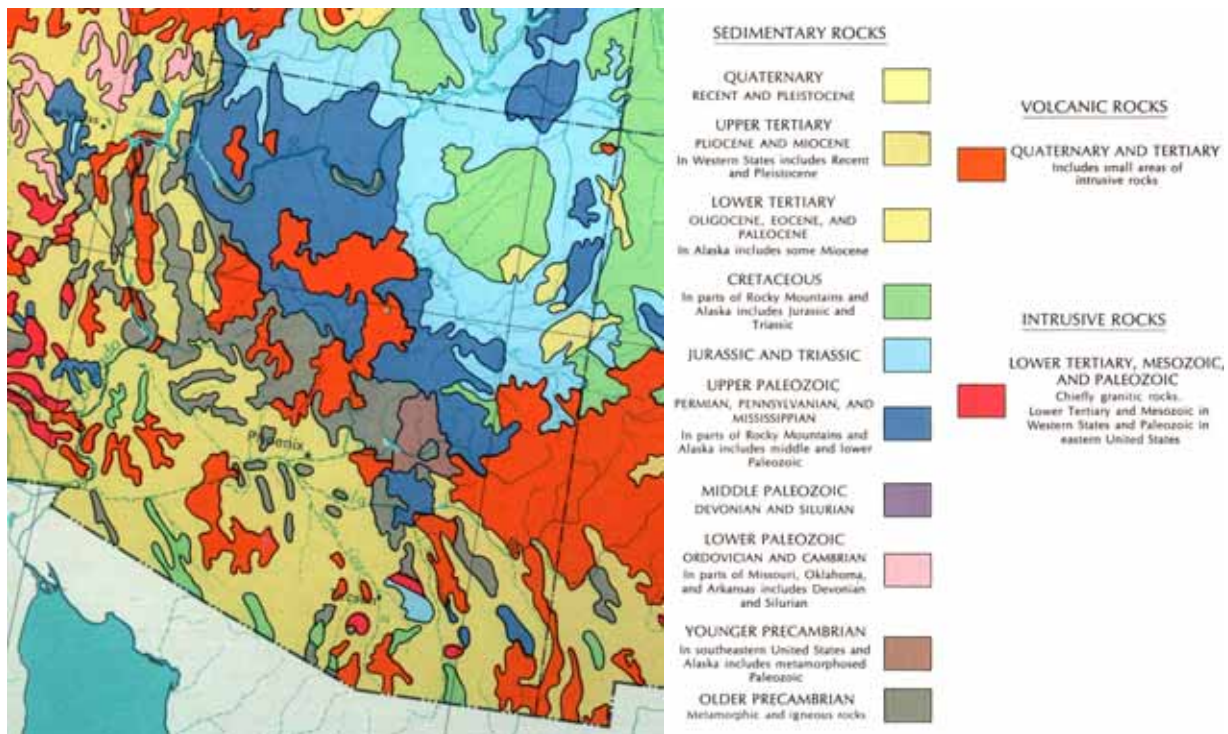 Phoenix
SEDIMENTARY ROCKS
QUATERNARY
RECENT AND PLEISTOCENE
UPPER TERTIARY
PLIOCENE AND MIOCENE
In Western States includes Recent
and Pleistocene
LOWER TERTIARY
OLIGOCENE, EOCENE, AND
PALEOCENE
In Alaska includes some Miocene
CRETACEOUS
In parts of Rocky Mountains and
Alaska includes Jurassic and
Triassic
JURASSIC AND TRIASSIC
UPPER PALEOZOIC
PERMIAN, PENNSYLVANIAN, AND
MISSISSIPPIAN
In parts of Rocky Mountains and
Alaska includes middle and lower
Paleozoic
MIDDLE PALEOZOIC
DEVONIAN AND SILURIAN
LOWER PALEOZOIC
ORDOVICIAN AND CAMBRIAN
In parts of Missouri, Oklahoma,
and Arkansas includes Devonian
and Silurian
YOUNGER PRECAMBRIAN
In southeastern United States and
Alaska includes metamorphosed
Paleozoic
OLDER PRECAMBRIAN
Metamorphic and igneous rocks
VOLCANIC ROCKS
QUATERNARY AND TERTIARY
Includes small areas of
intrusive rocks
INTRUSIVE ROCKS
LOWER TERTIARY, MESOZOIC,
AND PALEOZOIC
Chiefly granitic rocks.
Lower Tertiary and Mesozoic in
Western States and Paleozoic in
eastern United States